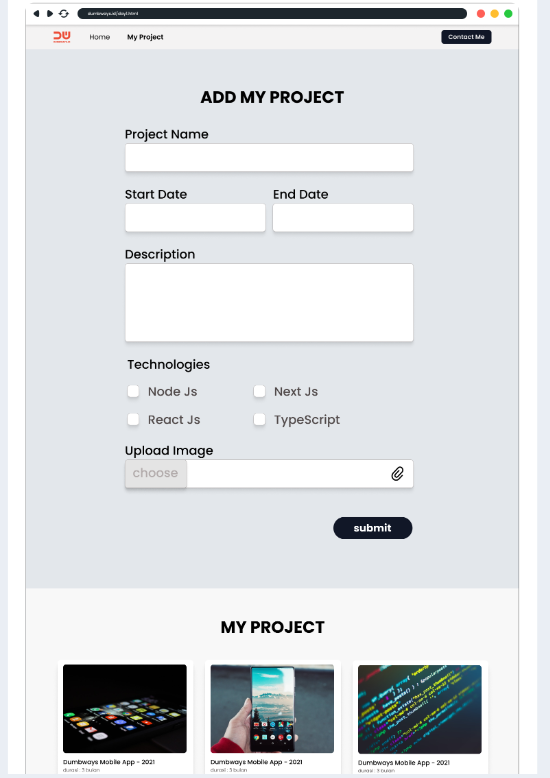 dumbways.id/day1.html
Home My Project Contact Me
ADD MY PROJECT
Project Name
Start Date End Date
Description
Technologies
Node Js Next Js
React Js TypeScript
Upload Image
choose
submit
MY PROJECT
Dumbways Mobile App - 2021 Dumbways Mobile App - 2021 Dumbways Mobile App - 2021
durasi : 3 bulan durasi : 3 bulan durasi : 3 bulan